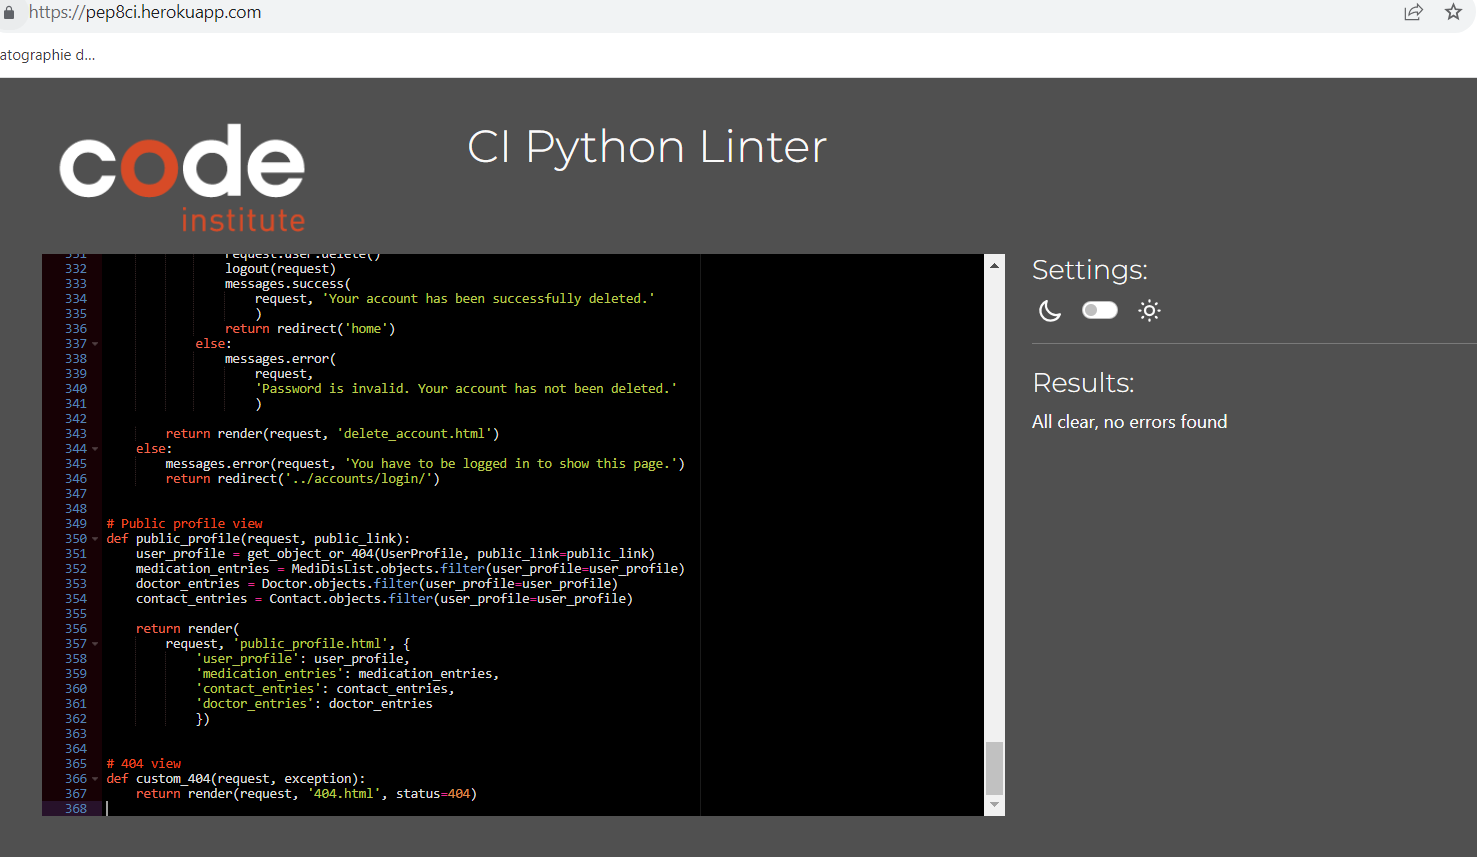 https://pep8ci.herokuapp.com
atographie d...
code
institute
CI Python Linter
331 request.user.delete()
332 logout(request)
333 messages.success(
334 request, 'Your account has been successfully deleted.'
335 )
336 return redirect('home')
337 else:
338 messages.error(
339 request,
340 'Password is invalid. Your account has not been deleted.'
341 )
342
343 return render(request, 'delete_account.html')
344 else:
345 messages.error(request, 'You have to be logged in to show this page.')
346 return redirect('../accounts/login/')
347
348
349 # Public profile view
350 def public_profile(request, public_link):
351 user_profile = get_object_or_404(UserProfile, public_link=public_link)
352 medication_entries = MediDisList.objects.filter(user_profile=user_profile)
353 doctor_entries = Doctor.objects.filter(user_profile=user_profile)
354 contact_entries = Contact.objects.filter(user_profile=user_profile)
355
356 return render(
357 request, 'public_profile.html', {
358 'user_profile': user_profile,
359 'medication_entries': medication_entries,
360 'contact_entries': contact_entries,
361 'doctor_entries': doctor_entries
362 })
363
364
365 # 404 view
366 def custom_404(request, exception):
367 return render(request, '404.html', status=404)
368
Settings:
Results:
All clear, no errors found